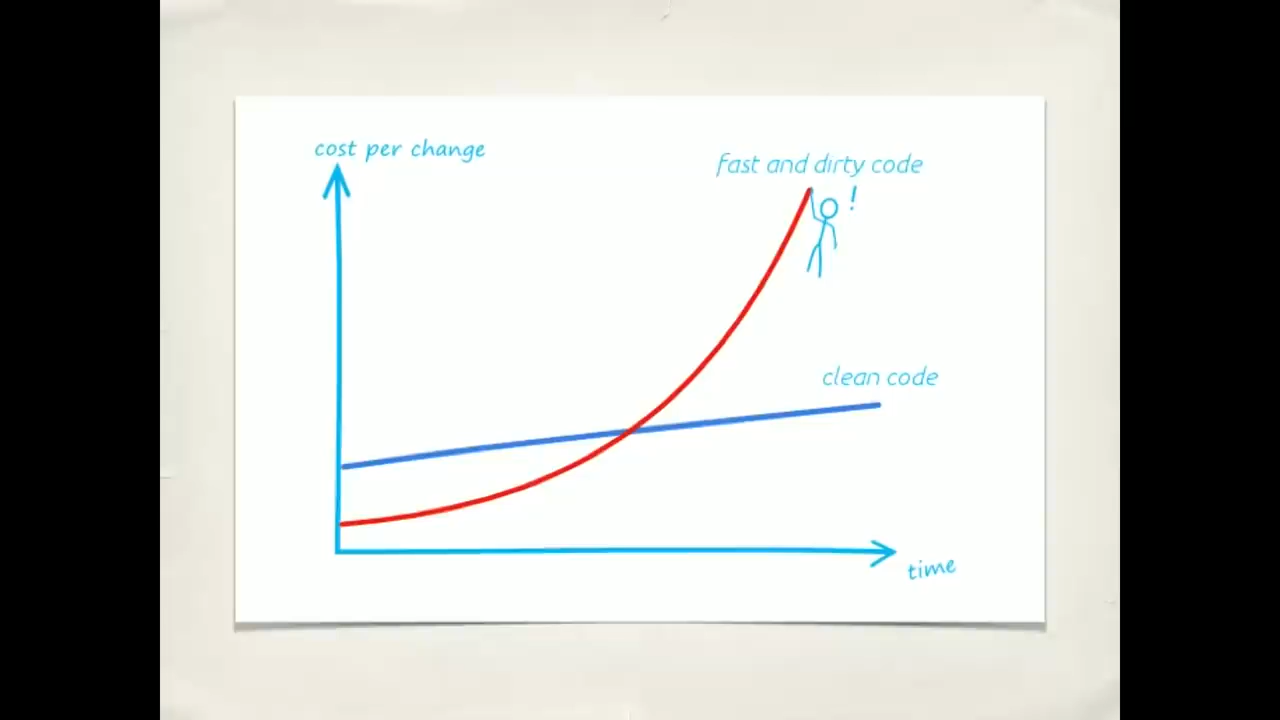 cost per change
fast and dirty code
!
clean code
time